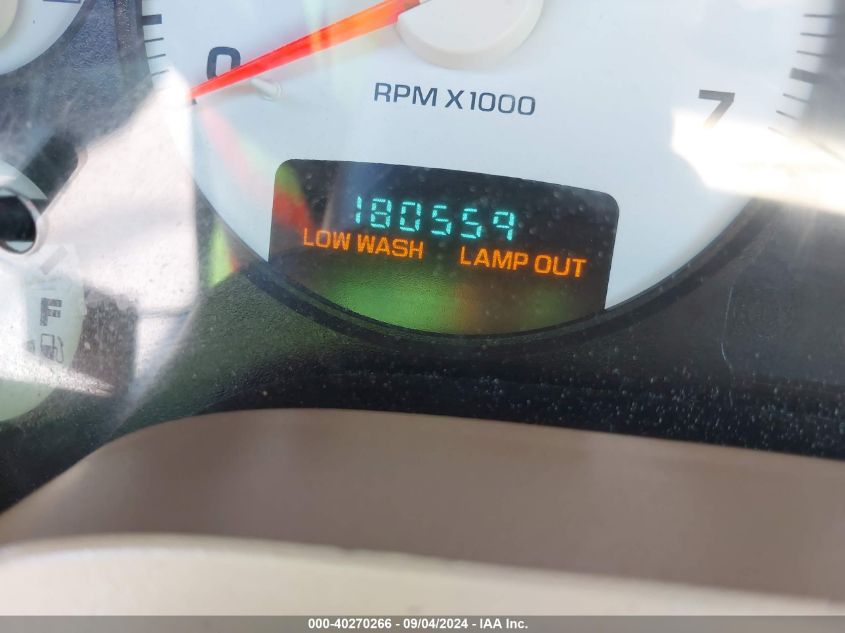 0
RPM X1000
7
180559
LOW WASH LAMP OUT
F
000-40270266 - 09/04/2024 - IAA Inc.